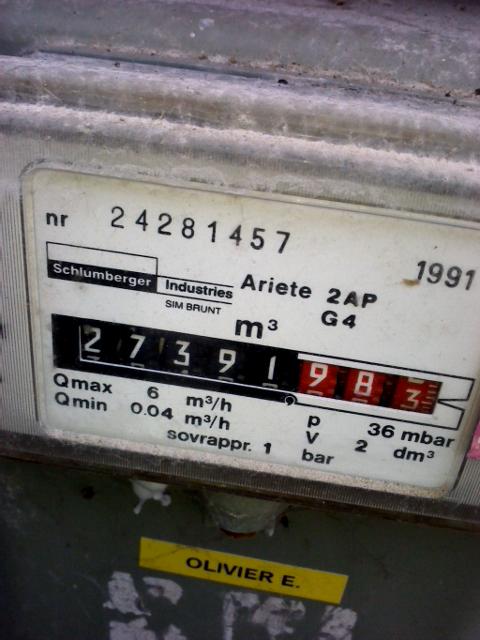 nr 24281457
1991
Schlumberger Industries
SIM BRUNT
Ariete 2AP
G4
m³
27391983
Qmax 6 m³/h
Qmin 0.04 m³/h
p 36 mbar
V 2 dm³
sovrappr. 1 bar
OLIVIER E.